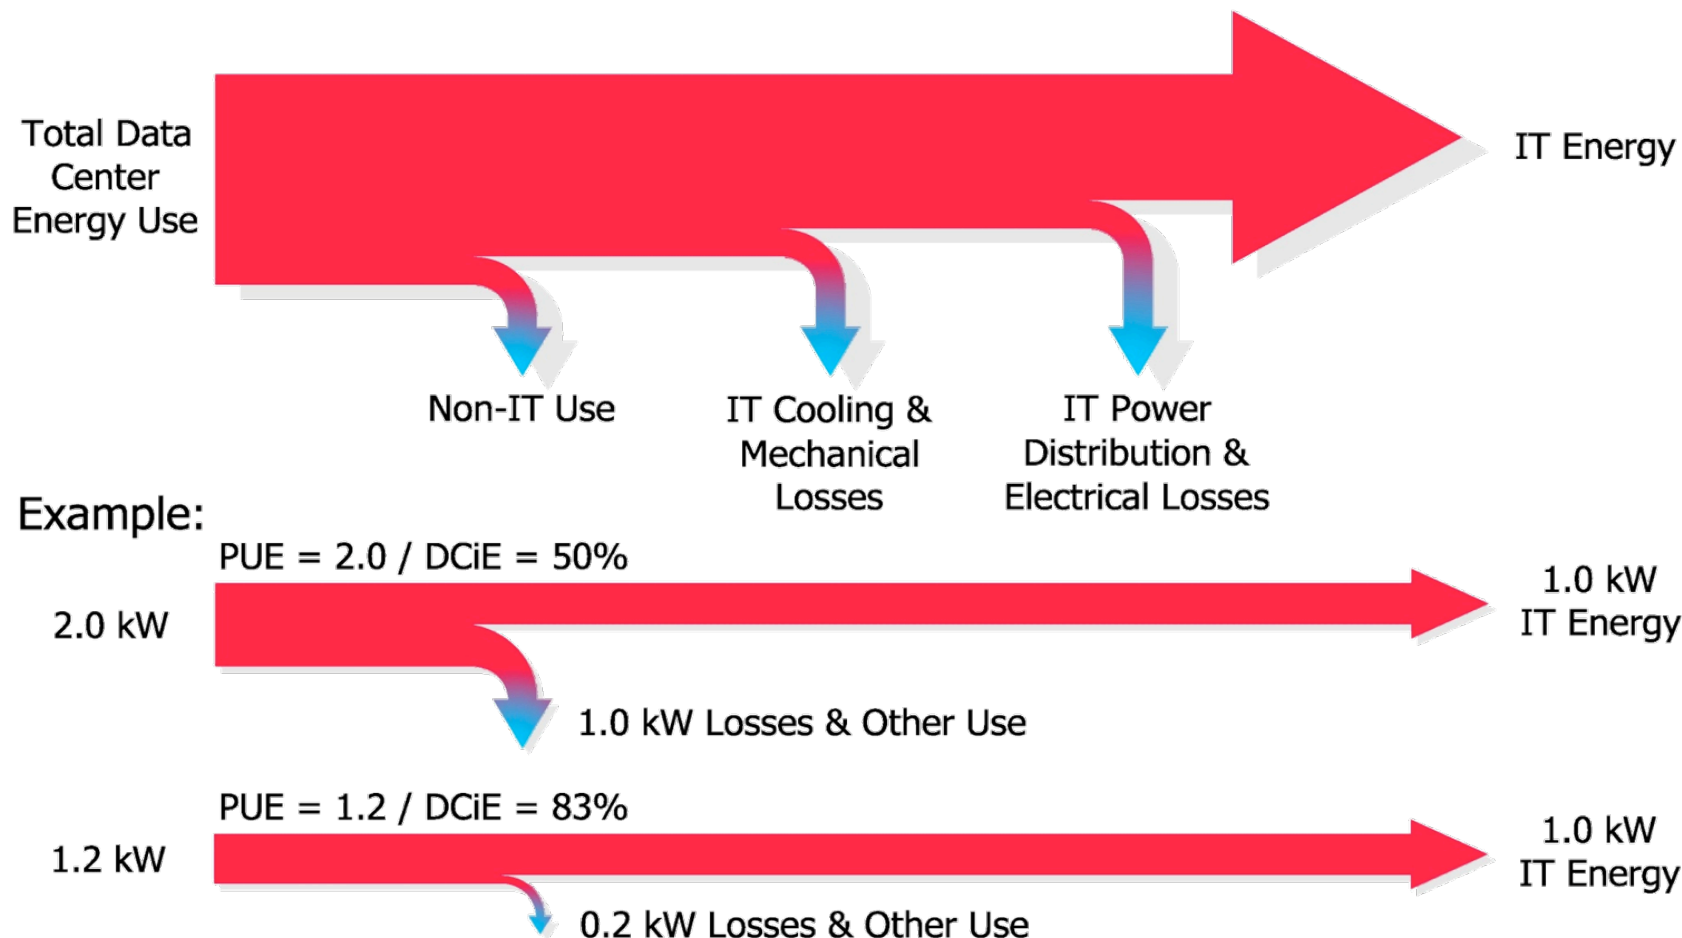 Total Data
Center
Energy Use
IT Energy
Non-IT Use
IT Cooling &
Mechanical
Losses
IT Power
Distribution &
Electrical Losses
Example:
PUE = 2.0 / DCiE = 50%
2.0 kW
1.0 kW
IT Energy
1.0 kW Losses & Other Use
PUE = 1.2 / DCiE = 83%
1.2 kW
1.0 kW
IT Energy
0.2 kW Losses & Other Use